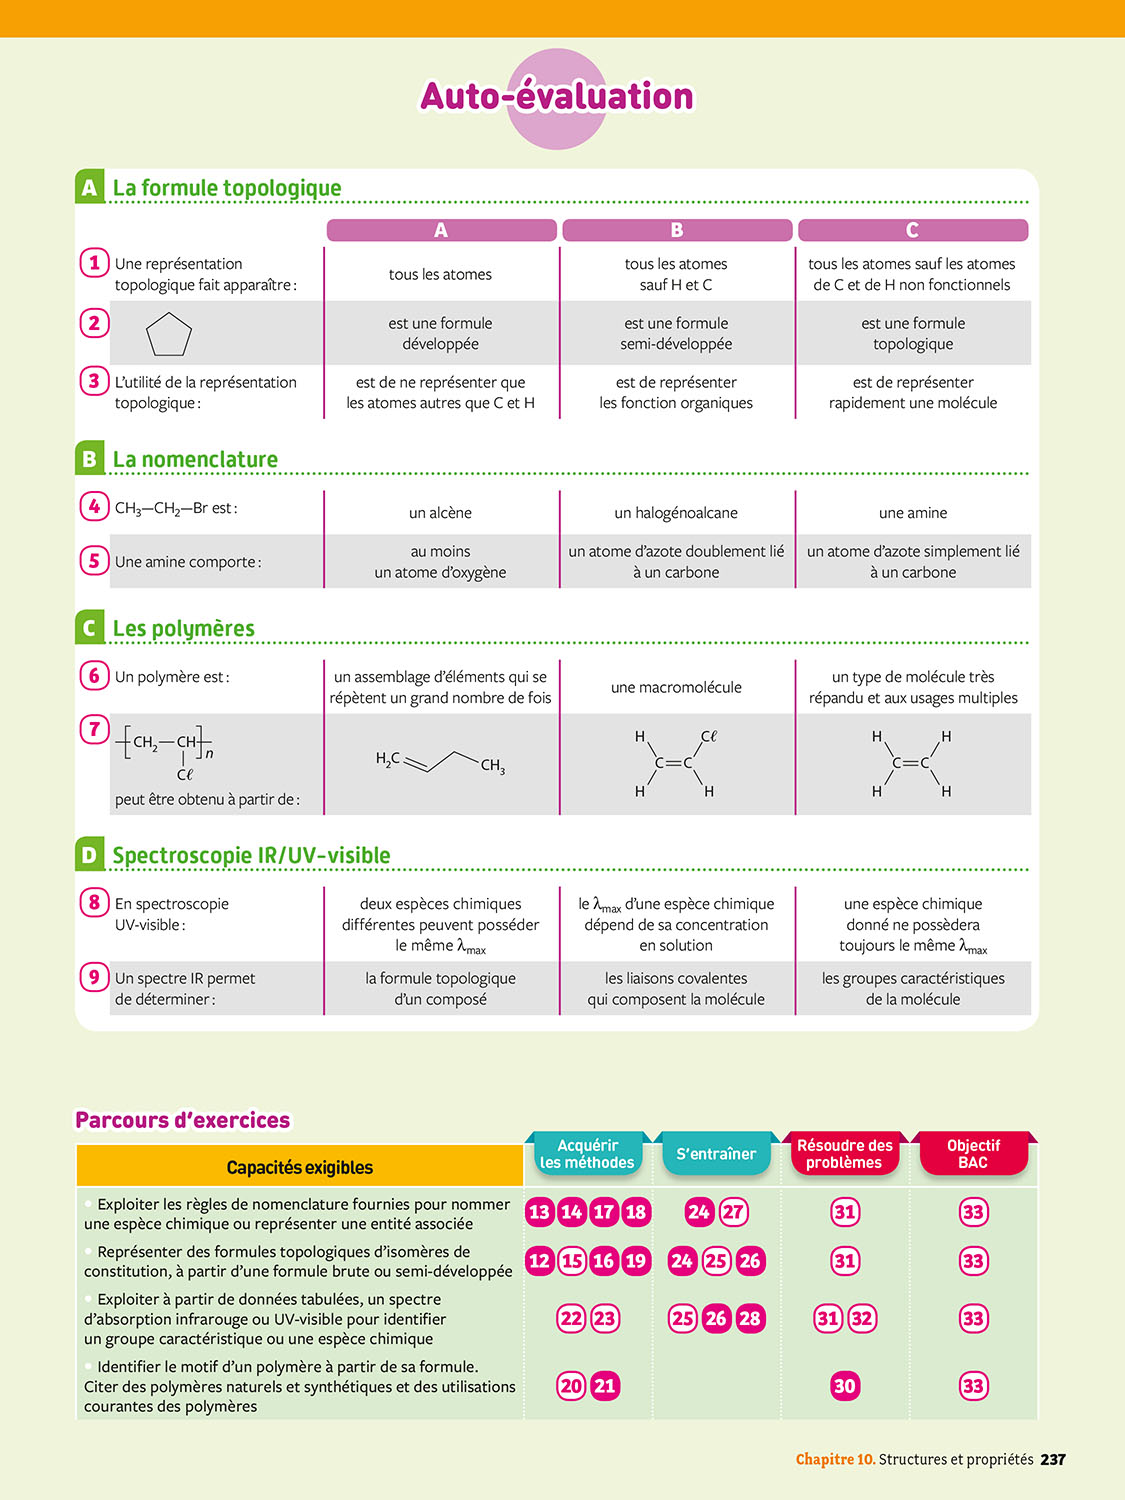 Auto-évaluation
A La formule topologique
A B C
1 Une représentation
topologique fait apparaître :
tous les atomes
tous les atomes
sauf H et C
tous les atomes sauf les atomes
de C et de H non fonctionnels
2
est une formule
développée
est une formule
semi-développée
est une formule
topologique
3 L'utilité de la représentation
topologique :
est de ne représenter que
les atomes autres que C et H
est de représenter
les fonction organiques
est de représenter
rapidement une molécule
B La nomenclature
4 CH₃—CH₂—Br est :
un alcène
un halogénoalcane
une amine
5 Une amine comporte :
au moins
un atome d'oxygène
un atome d'azote doublement lié
à un carbone
un atome d'azote simplement lié
à un carbone
C Les polymères
6 Un polymère est :
un assemblage d'éléments qui se
répètent un grand nombre de fois
une macromolécule
un type de molécule très
répandu et aux usages multiples
7
CH₂—CH n
Cℓ
peut être obtenu à partir de :
H₂C CH₃
H Cℓ
C=C
H H
H H
C=C
H H
D Spectroscopie IR/UV-visible
8 En spectroscopie
UV-visible :
deux espèces chimiques
différentes peuvent posséder
le même λmax
le λmax d'une espèce chimique
dépend de sa concentration
en solution
une espèce chimique
donné ne possèdera
toujours le même λmax
9 Un spectre IR permet
de déterminer :
la formule topologique
d'un composé
les liaisons covalentes
qui composent la molécule
les groupes caractéristiques
de la molécule
Parcours d'exercices
Capacités exigibles
Acquérir
les méthodes
S'entraîner
Résoudre des
problèmes
Objectif
BAC
• Exploiter les règles de nomenclature fournies pour nommer
une espèce chimique ou représenter une entité associée
13 14 17 18 24 27 31 33
• Représenter des formules topologiques d'isomères de
constitution, à partir d'une formule brute ou semi-développée
12 15 16 19 24 25 26 31 33
• Exploiter à partir de données tabulées, un spectre
d'absorption infrarouge ou UV-visible pour identifier
un groupe caractéristique ou une espèce chimique
22 23 25 26 28 31 32 33
• Identifier le motif d'un polymère à partir de sa formule.
Citer des polymères naturels et synthétiques et des utilisations
courantes des polymères
20 21 30 33
Chapitre 10. Structures et propriétés 237